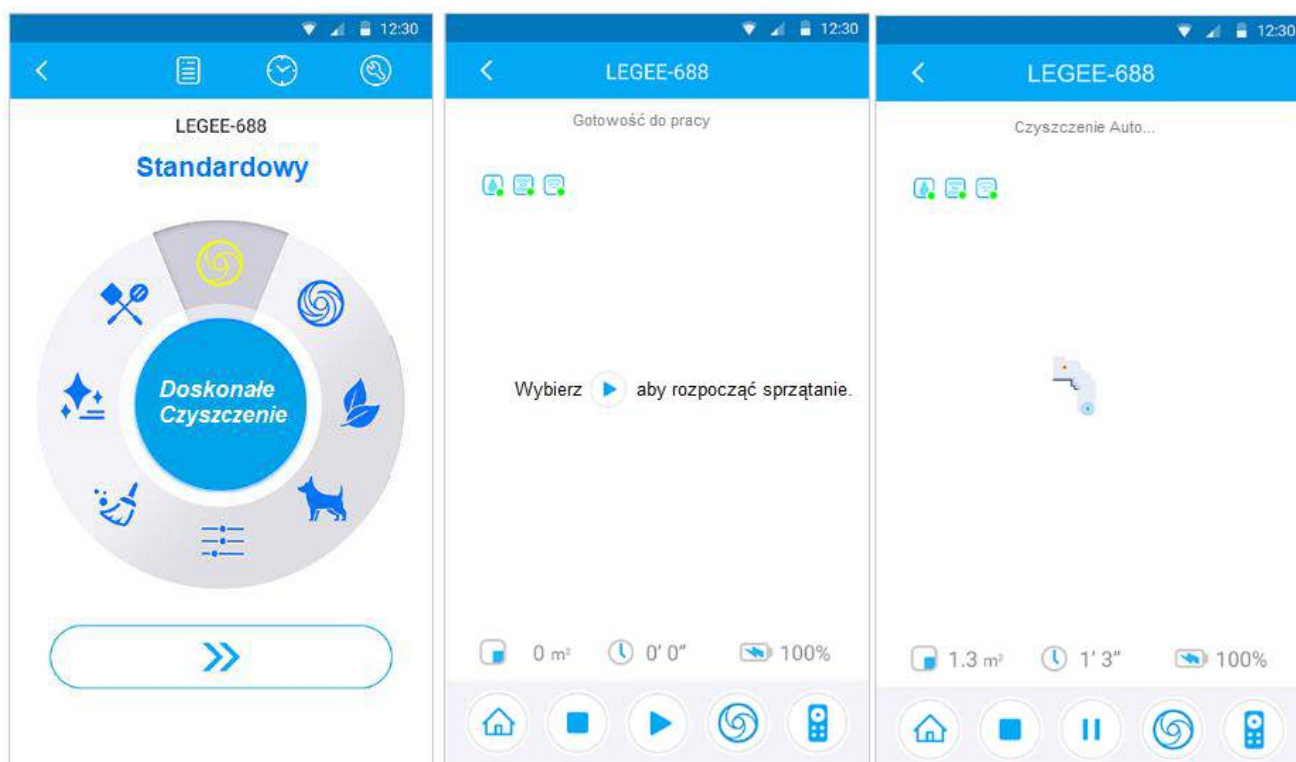 12:30
LEGEE-688
Standardowy
Doskonałe
Czyszczenie
12:30
LEGEE-688
Gotowość do pracy
Wybierz aby rozpocząć sprzątanie.
0 m² 0' 0" 100%
12:30
LEGEE-688
Czyszczenie Auto...
1.3 m² 1' 3" 100%